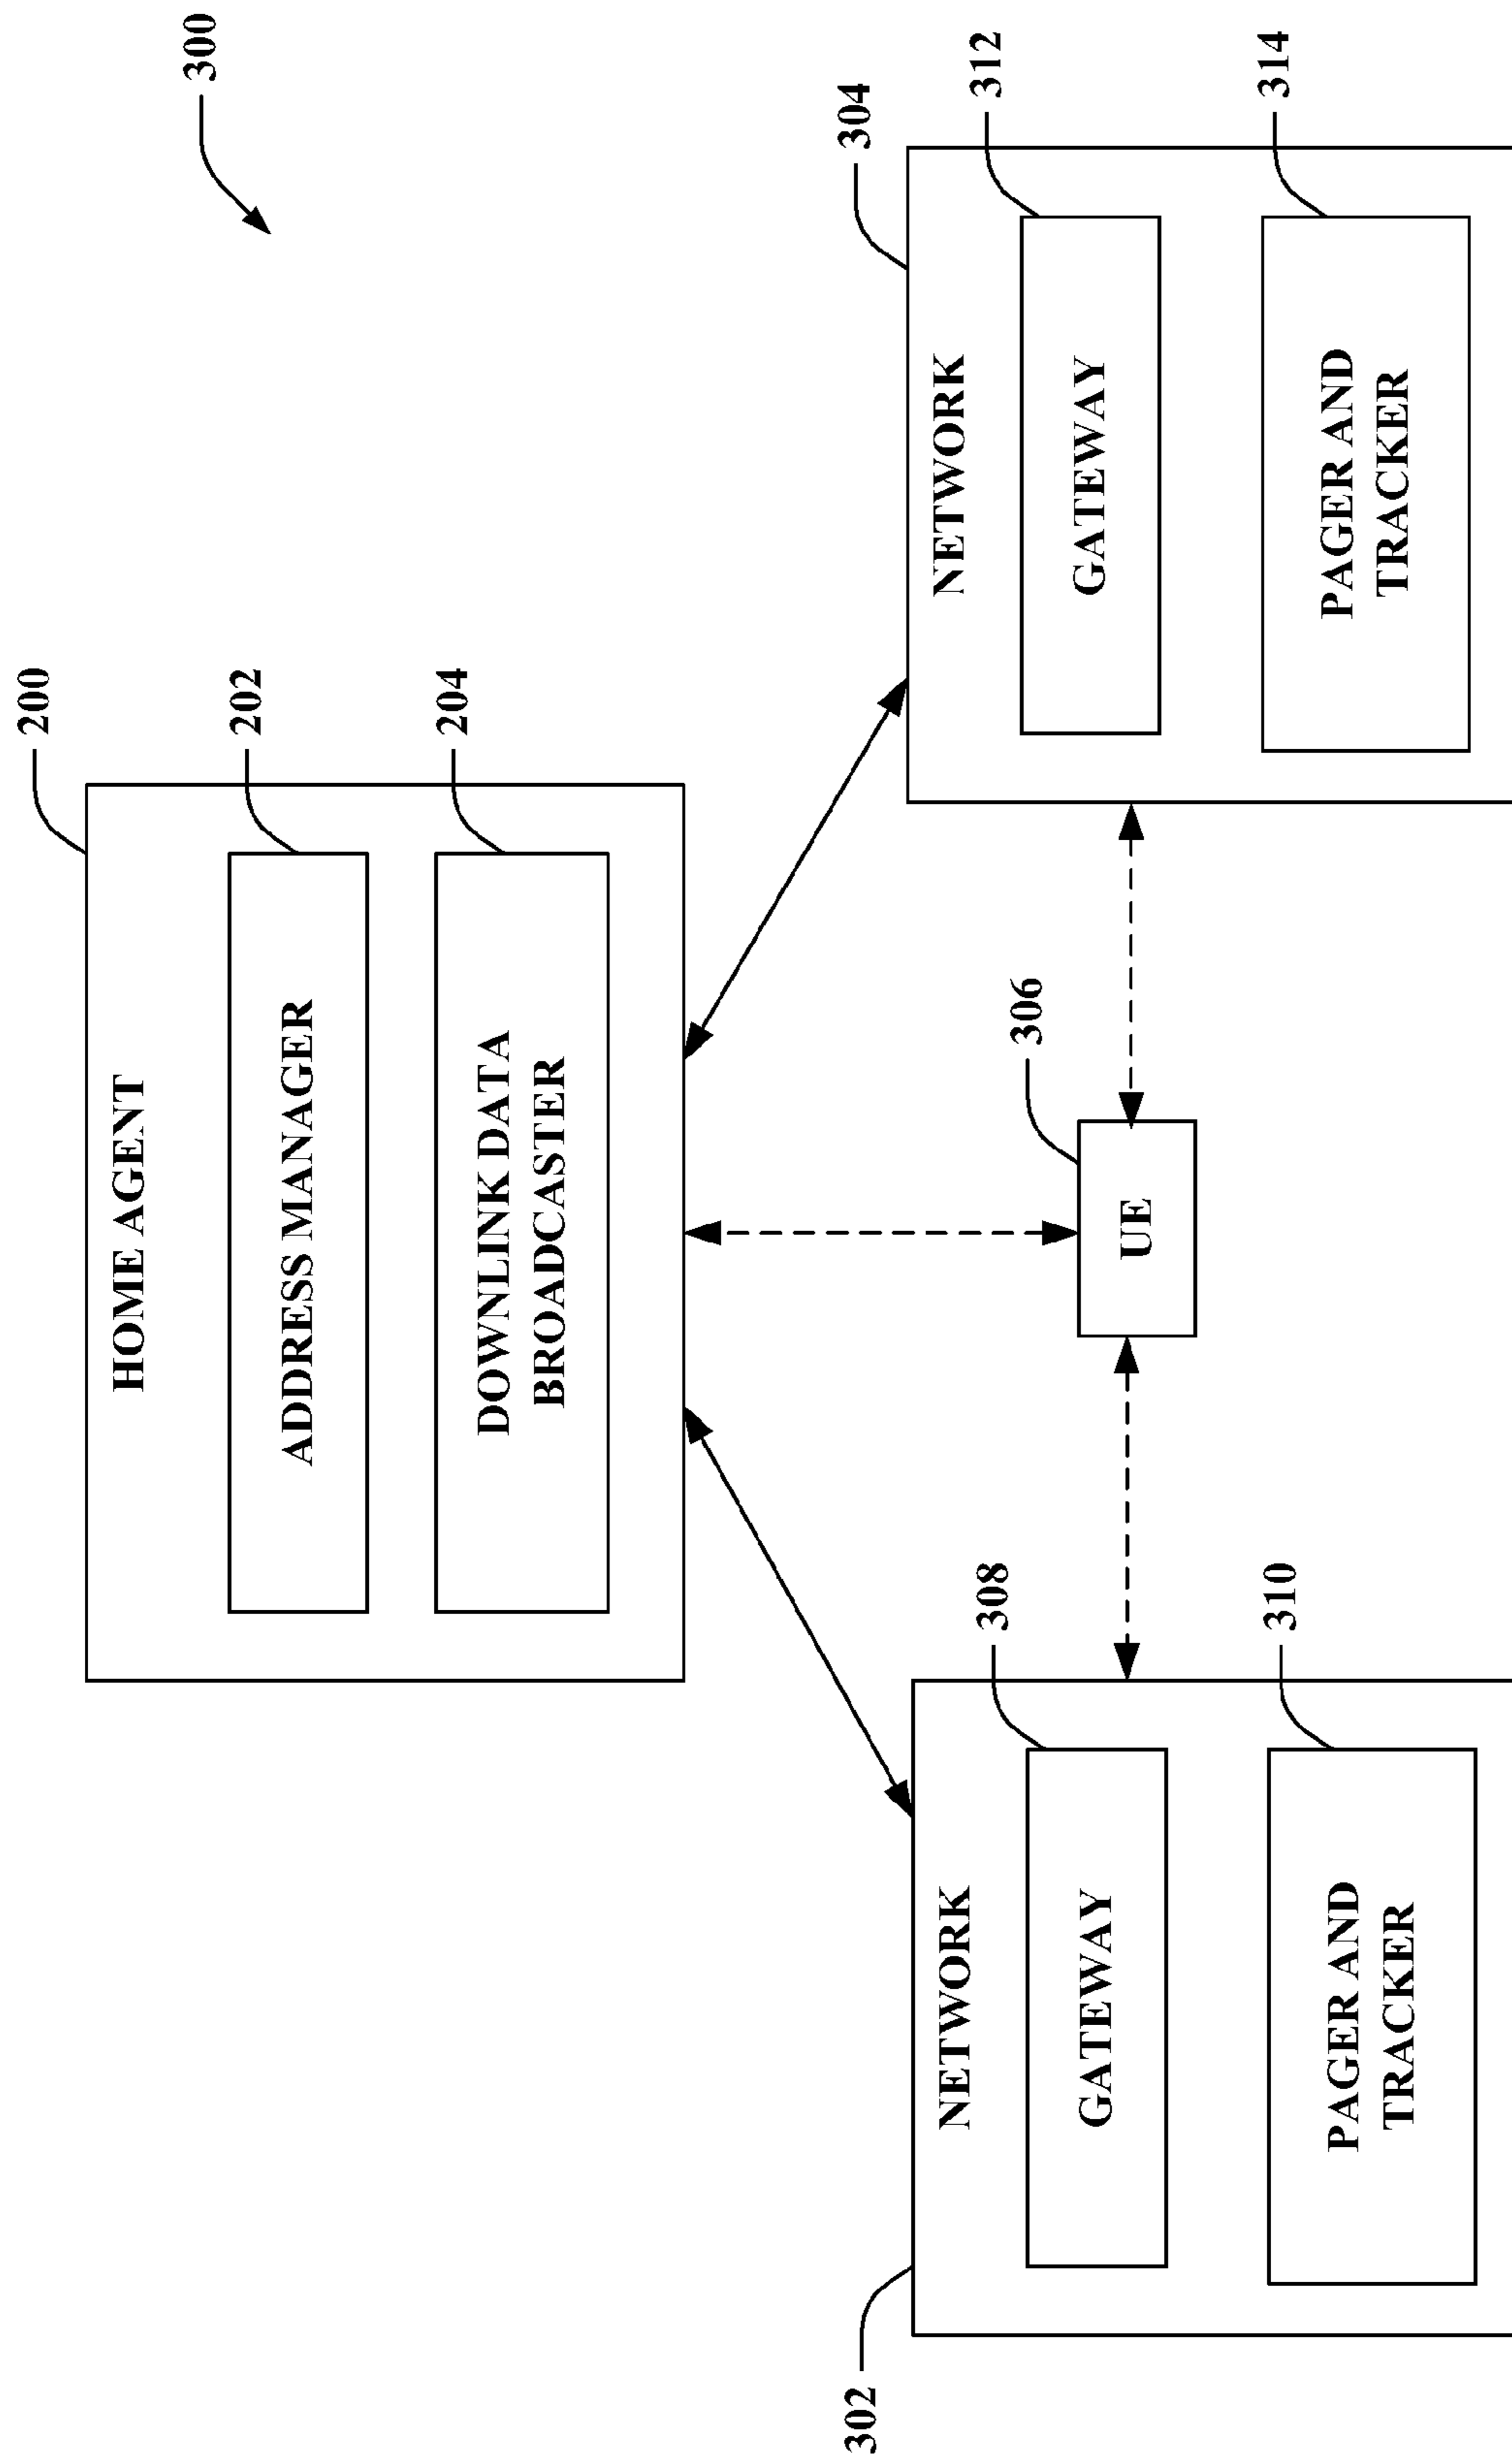 300
200
HOME AGENT
202
ADDRESS MANAGER
204
DOWNLINK DATA
BROADCASTER
302
NETWORK
308
GATEWAY
310
PAGER AND
TRACKER
306
UE
304
NETWORK
312
GATEWAY
314
PAGER AND
TRACKER